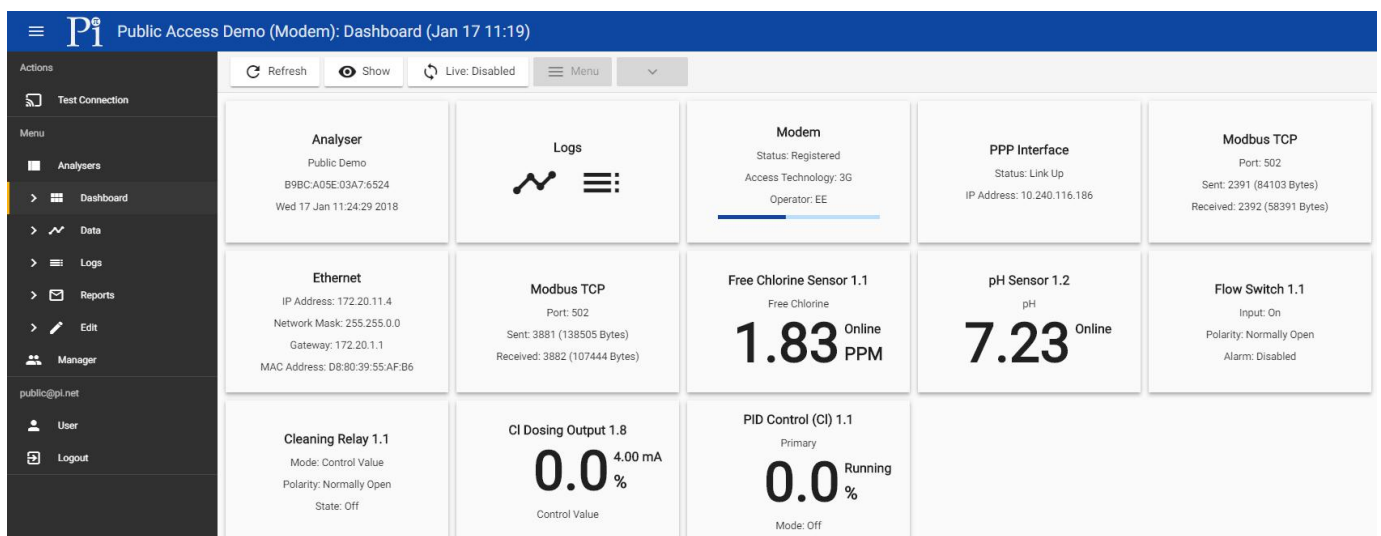 Pi Public Access Demo (Modem): Dashboard (Jan 17 11:19)
Actions
Test Connection
Menu
Analysers
Dashboard
Data
Logs
Reports
Edit
Manager
public@pi.net
User
Logout
Refresh Show Live: Disabled Menu
Analyser
Public Demo
B9BC:A05E:03A7:6524
Wed 17 Jan 11:24:29 2018
Logs
Modem
Status: Registered
Access Technology: 3G
Operator: EE
PPP Interface
Status: Link Up
IP Address: 10.240.116.186
Modbus TCP
Port: 502
Sent: 2391 (84103 Bytes)
Received: 2392 (58391 Bytes)
Ethernet
IP Address: 172.20.11.4
Network Mask: 255.255.0.0
Gateway: 172.20.1.1
MAC Address: D8:80:39:55:AF:B6
Modbus TCP
Port: 502
Sent: 3881 (138505 Bytes)
Received: 3882 (107444 Bytes)
Free Chlorine Sensor 1.1
Free Chlorine
1.83 Online
PPM
pH Sensor 1.2
pH
7.23 Online
Flow Switch 1.1
Input: On
Polarity: Normally Open
Alarm: Disabled
Cleaning Relay 1.1
Mode: Control Value
Polarity: Normally Open
State: Off
Cl Dosing Output 1.8
0.0 4.00 mA
%
Control Value
PID Control (Cl) 1.1
Primary
0.0 Running
%
Mode: Off